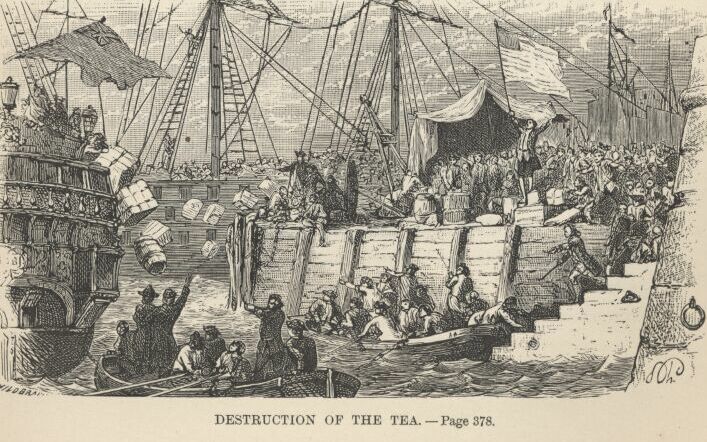 DESTRUCTION OF THE TEA. — Page 378.